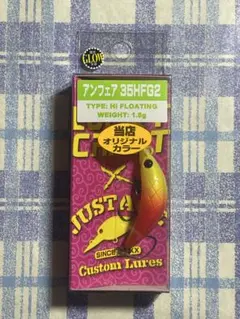 GLOW
アンフェア 35HFG2
TYPE: HI FLOATING
WEIGHT: 1.8g
当店
オリジナル
カラー
JUST A
Custom Lures